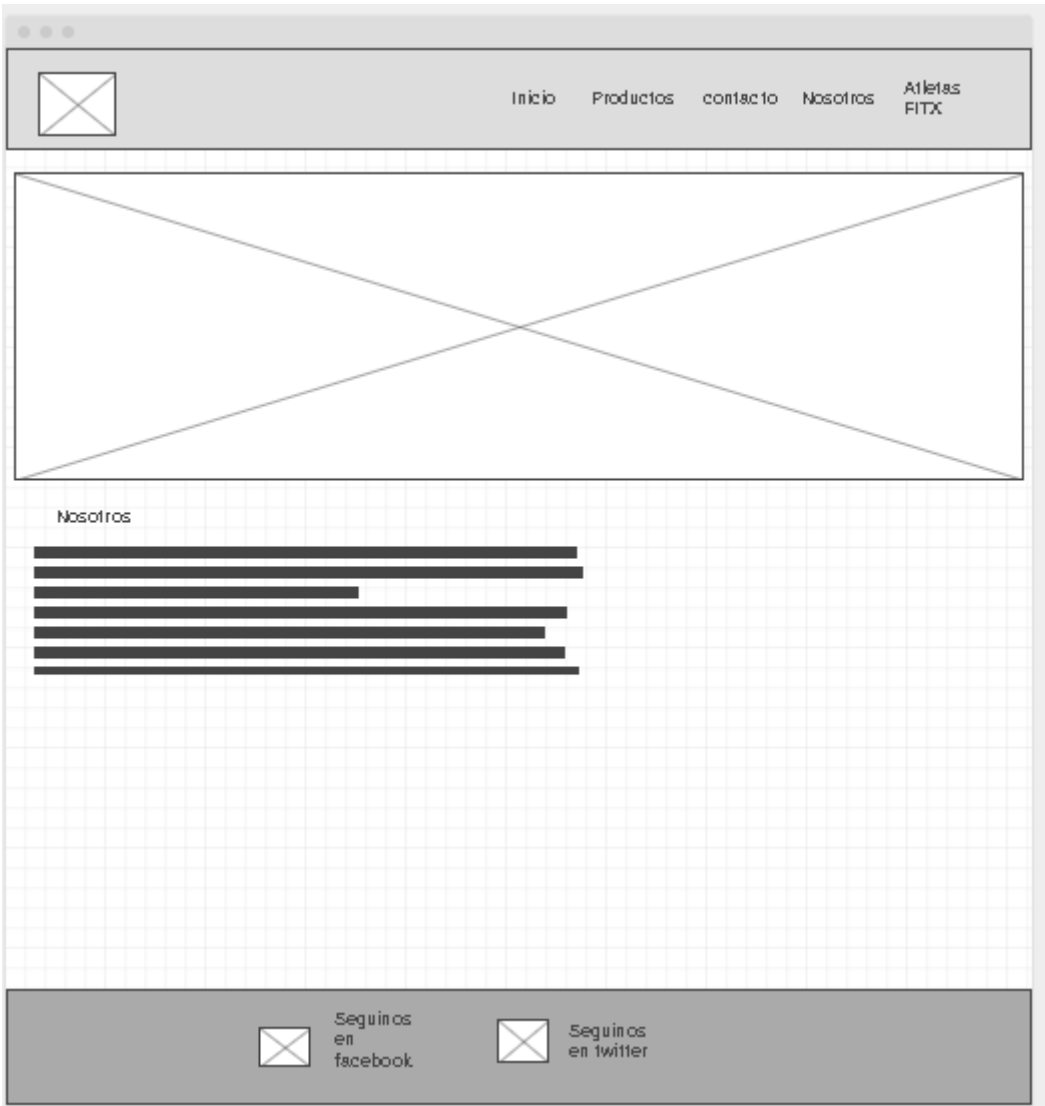 Inicio
Productos
contacto
Nosotros
Atletas
FITX
Nosotros
Seguinos
en
facebook
Seguinos
en twitter